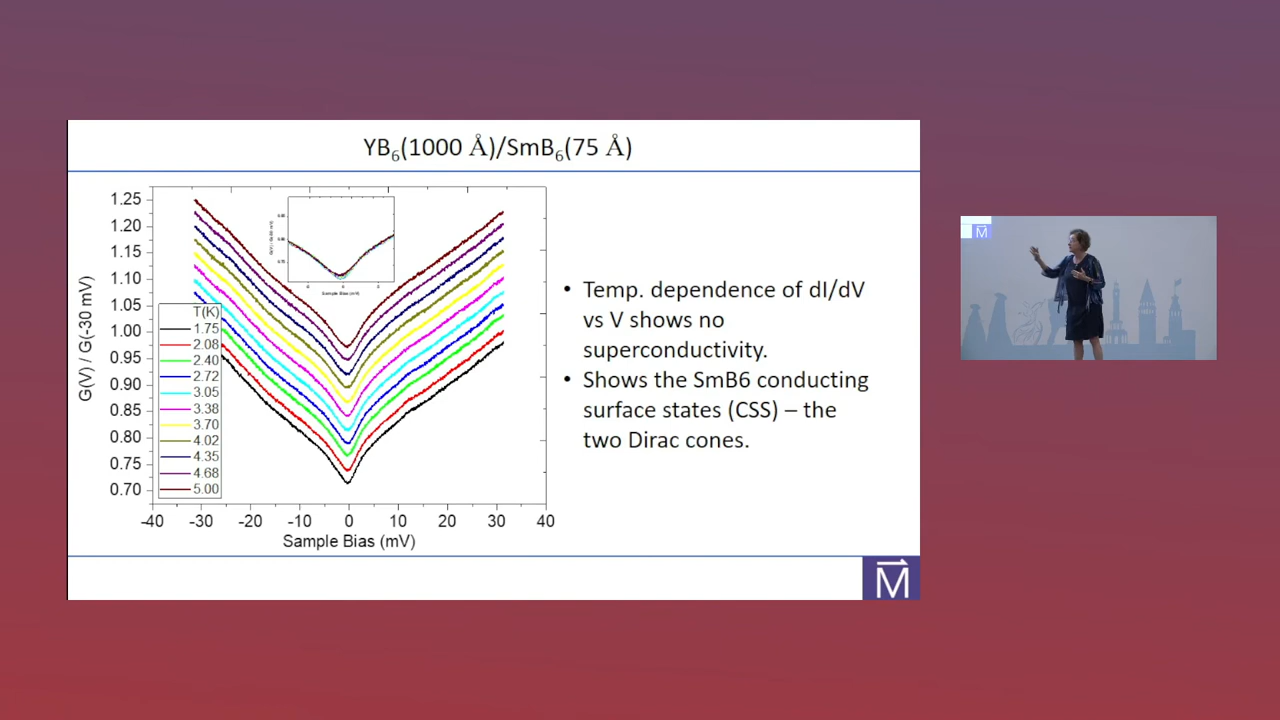 YB₆(1000 Å)/SmB₆(75 Å)
G(V) / G(-30 mV)
1.25
1.20
1.15
1.10
1.05
1.00
0.95
0.90
0.85
0.80
0.75
0.70
T(K)
1.75
2.08
2.40
2.72
3.05
3.38
3.70
4.02
4.35
4.68
5.00
Sample Bias (mV)
-40 -30 -20 -10 0 10 20 30 40
Sample Bias (mV)
• Temp. dependence of dI/dV
vs V shows no
superconductivity.
• Shows the SmB6 conducting
surface states (CSS) – the
two Dirac cones.
M
M